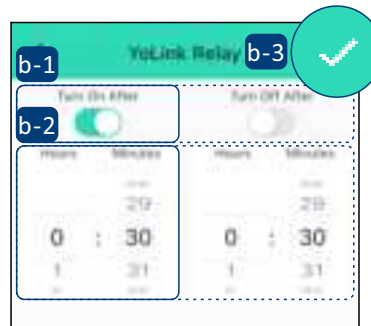 b-1 YoLink Relay b-3
Turn On After Turn Off After
b-2
Hours Minutes Hours Minutes
29 29
0 : 30 0 : 30
1 31 1 31